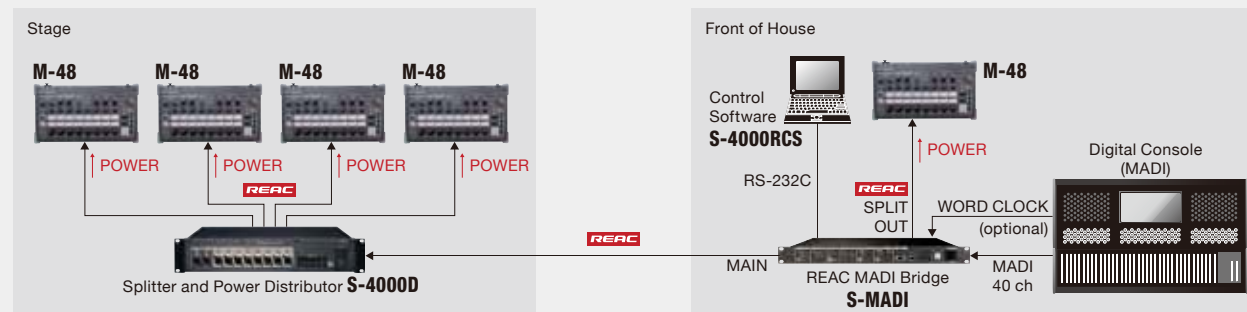 Stage
M-48
M-48
M-48
M-48
POWER
POWER
POWER
POWER
REAC
Splitter and Power Distributor S-4000D
REAC
Front of House
Control
Software
S-4000RCS
M-48
POWER
RS-232C
REAC
SPLIT
OUT
Digital Console
(MADI)
WORD CLOCK
(optional)
MAIN
REAC MADI Bridge
S-MADI
MADI
40 ch